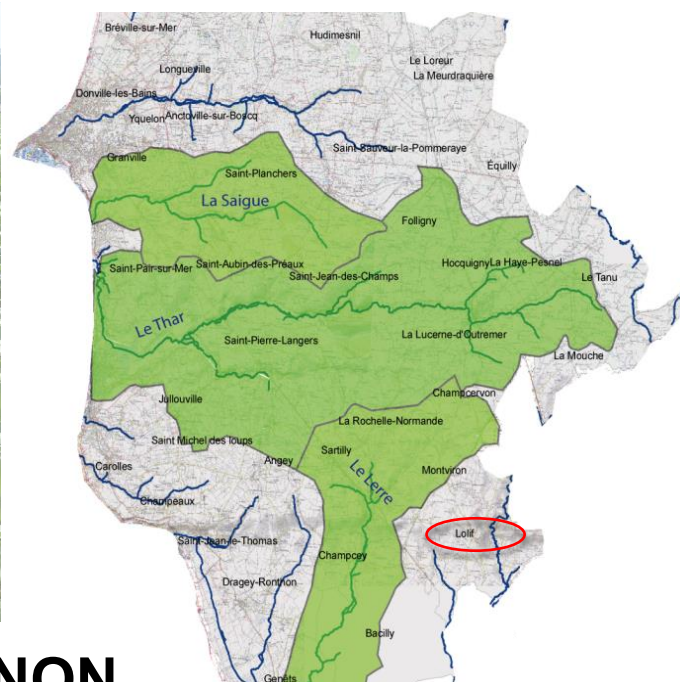 Bréville-sur-Mer
Hudimesnil
Le Loreur
Longueville
La Meurdraquière
Donville-les-Bains
Yquelon
Anctoville-sur-Boscq
Saint-Sauveur-la-Pommeraye
Granville
Équilly
Saint-Planchers
La Saigue
Folligny
Saint-Pair-sur-Mer
Saint-Aubin-des-Préaux
Hocquigny
La Haye-Pesnel
Saint-Jean-des-Champs
Le Tanu
Le Thar
Saint-Pierre-Langers
La Lucerne-d'Outremer
La Mouche
Jullouville
Champcervon
La Rochelle-Normande
Saint Michel des loups
Sartilly
Angey
Carolles
Le Lerre
Montviron
Champeaux
Saint-Jean-le-Thomas
Lolif
Champcey
Dragey-Ronthon
Bacilly
NON
Genêts